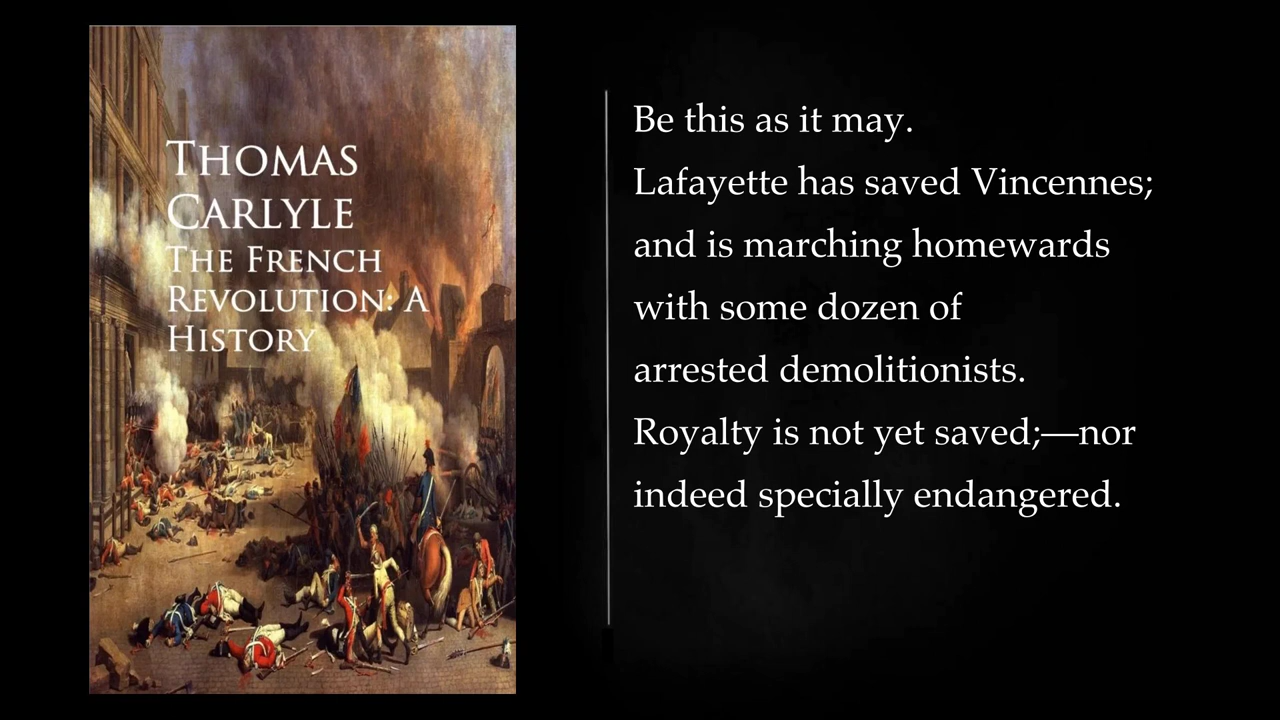 THOMAS
CARLYLE
THE FRENCH
REVOLUTION: A
HISTORY
Be this as it may.
Lafayette has saved Vincennes;
and is marching homewards
with some dozen of
arrested demolitionists.
Royalty is not yet saved;—nor
indeed specially endangered.